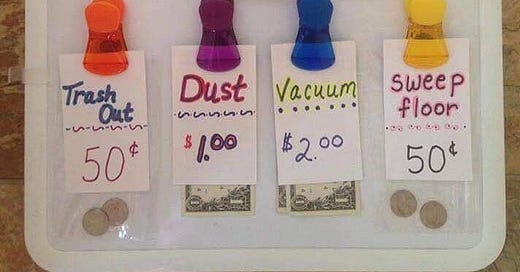 Trash
Out
50¢
Dust
$1.00
Vacuum
$2.00
Sweep
floor
50¢